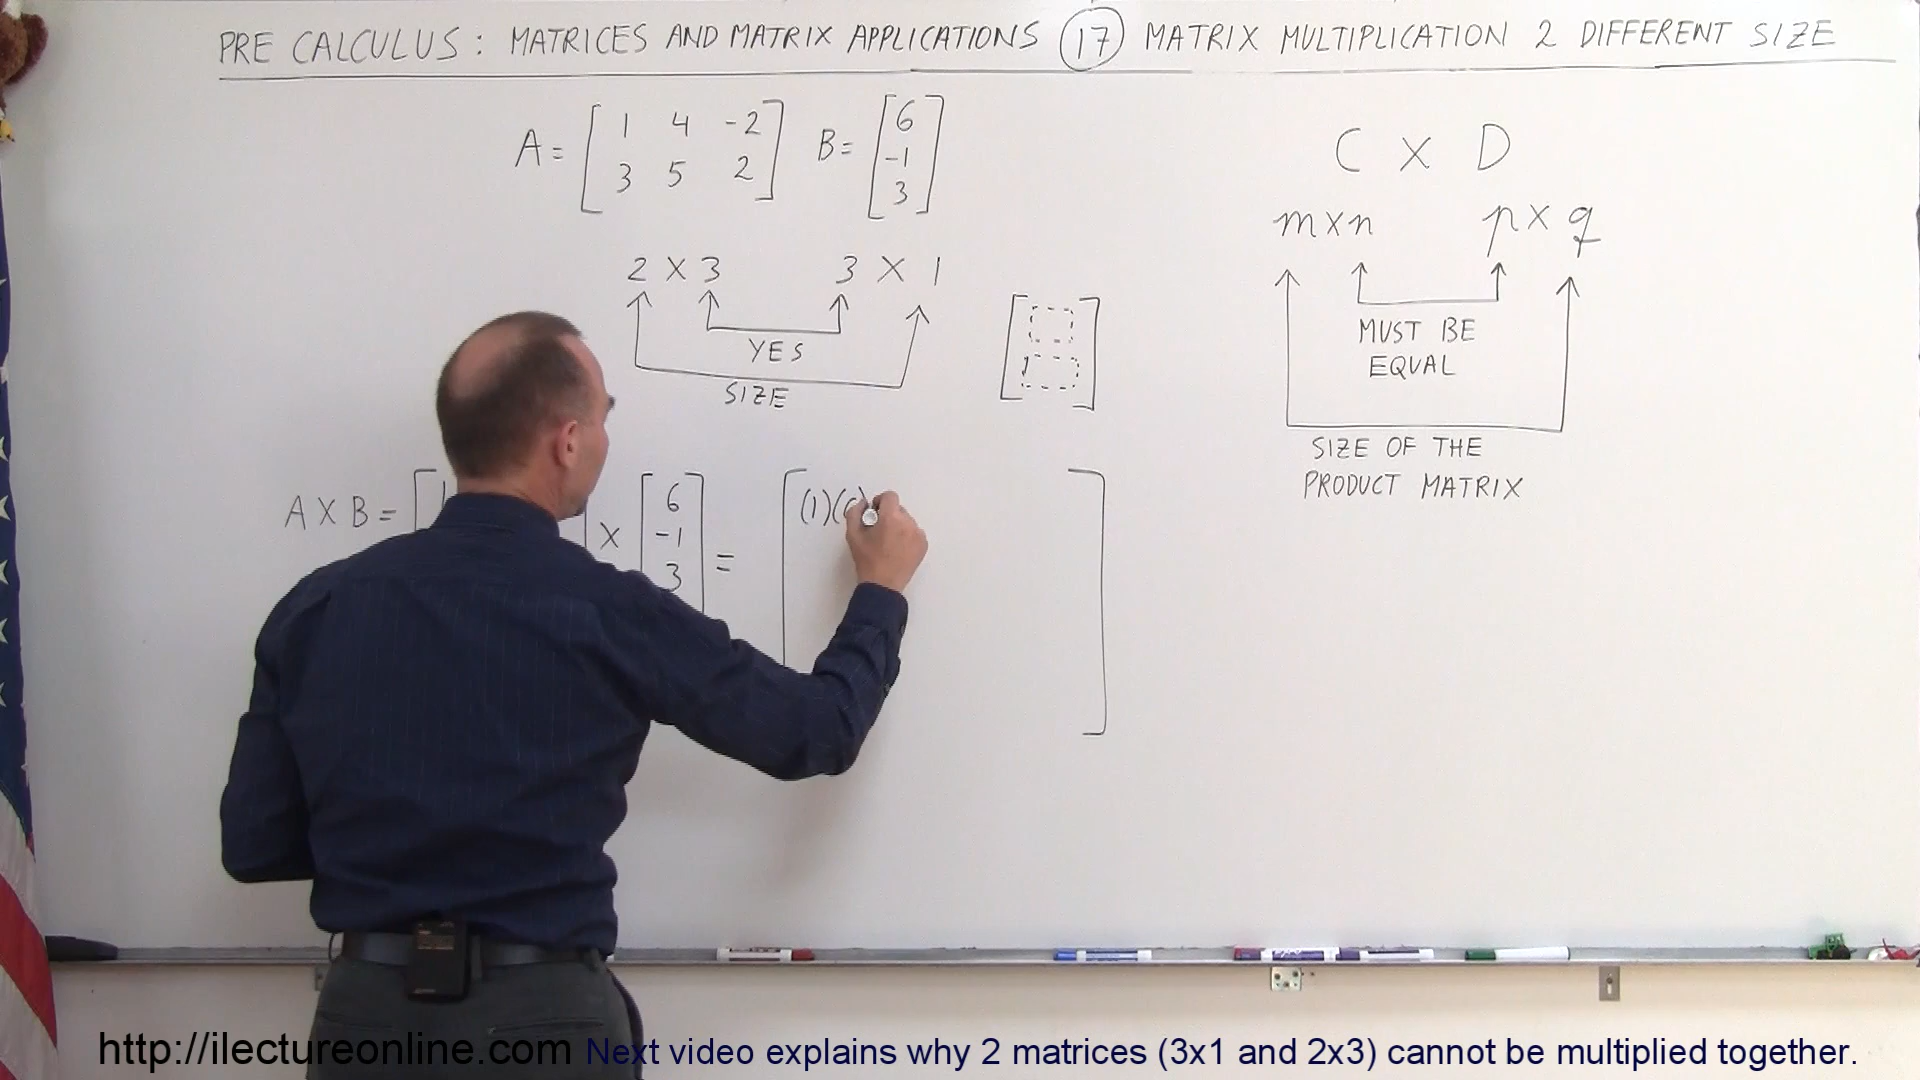 PRE CALCULUS: MATRICES AND MATRIX APPLICATIONS 17 MATRIX MULTIPLICATION 2 DIFFERENT SIZE
A = [ 1 4 -2
3 5 2 ]
B = [ 6
-1
3 ]
2 X 3 3 X 1
YES
SIZE
C X D
m x n p x q
MUST BE
EQUAL
SIZE OF THE
PRODUCT MATRIX
A X B = [ 1
] X [ 6
-1
3 ] = [ (1)( ]
http://ilectureonline.com Next video explains why 2 matrices (3x1 and 2x3) cannot be multiplied together.